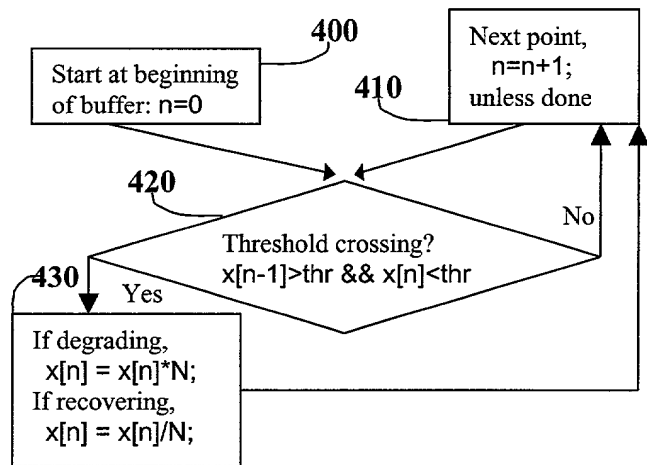 400
Start at beginning
of buffer: n=0
Next point,
n=n+1;
unless done
410
420
Threshold crossing?
x[n-1]>thr && x[n]<thr
No
430
Yes
If degrading,
x[n] = x[n]*N;
If recovering,
x[n] = x[n]/N;